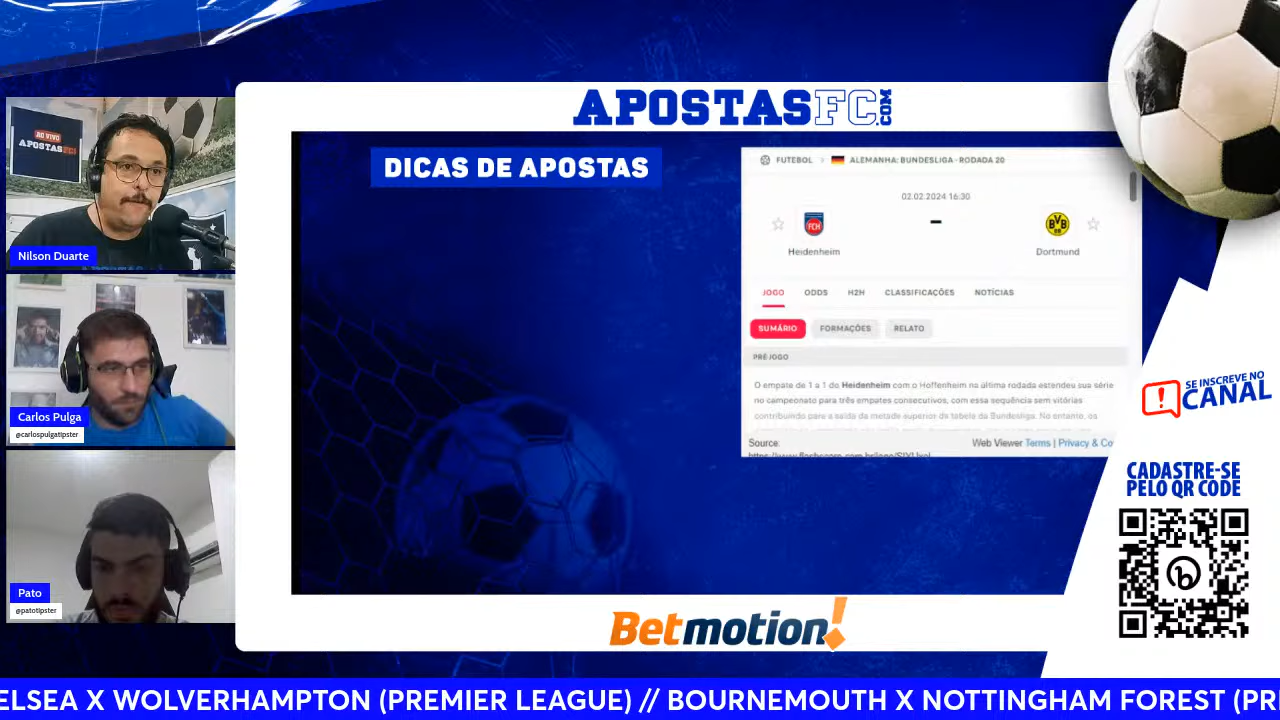 AO VIVO
APOSTASFC
Nilson Duarte
Carlos Pulga
@carlospulgatipster
Pato
@patotipster
APOSTASFC.COM
DICAS DE APOSTAS
FUTEBOL
ALEMANHA: BUNDESLIGA - RODADA 20
02.02.2024 16:30
-
Heidenheim
Dortmund
JOGO ODDS H2H CLASSIFICAÇÕES NOTÍCIAS
SUMÁRIO FORMAÇÕES RELATO
PRÉ JOGO
O empate de 1 a 1 do Heidenheim com o Hoffenheim na última rodada estendeu sua série
no campeonato para três empates consecutivos, com essa sequência sem vitórias
contribuindo para a saída da metade superior da tabela da Bundesliga. No entanto, os
Source:
Web Viewer Terms | Privacy & Co
SE INSCREVE NO
CANAL
CADASTRE-SE
PELO QR CODE
Betmotion!
ELSEA X WOLVERHAMPTON (PREMIER LEAGUE) // BOURNEMOUTH X NOTTINGHAM FOREST (PRE